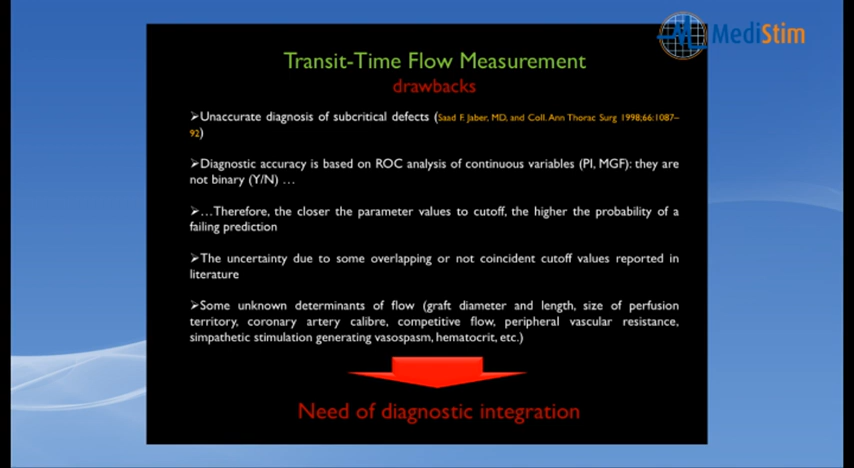 MediStim
Transit-Time Flow Measurement
drawbacks
➢Unaccurate diagnosis of subcritical defects (Saad F. Jaber, MD, and Coll. Ann Thorac Surg 1998;66:1087–
92)
➢Diagnostic accuracy is based on ROC analysis of continuous variables (PI, MGF): they are
not binary (Y/N) …
➢…Therefore, the closer the parameter values to cutoff, the higher the probability of a
failing prediction
➢The uncertainty due to some overlapping or not coincident cutoff values reported in
literature
➢Some unknown determinants of flow (graft diameter and length, size of perfusion
territory, coronary artery calibre, competitive flow, peripheral vascular resistance,
simpathetic stimulation generating vasospasm, hematocrit, etc.)
Need of diagnostic integration